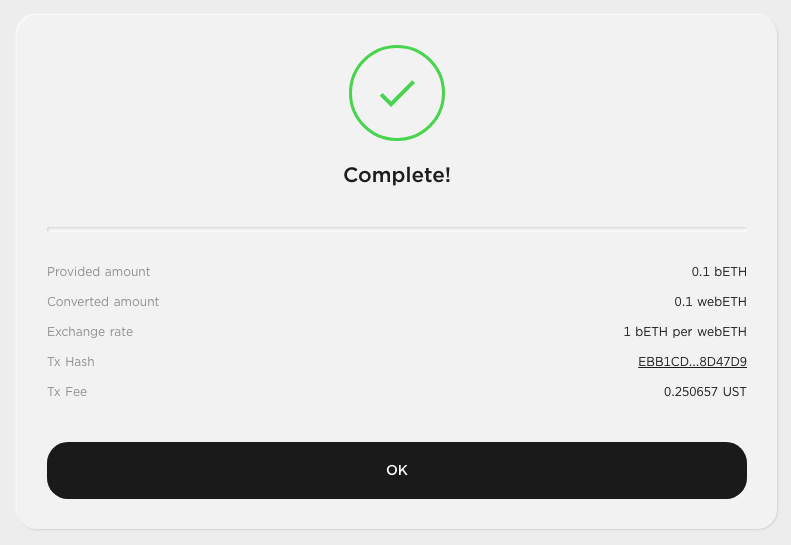 Complete!
Provided amount 0.1 bETH
Converted amount 0.1 webETH
Exchange rate 1 bETH per webETH
Tx Hash EBB1CD...8D47D9
Tx Fee 0.250657 UST
OK